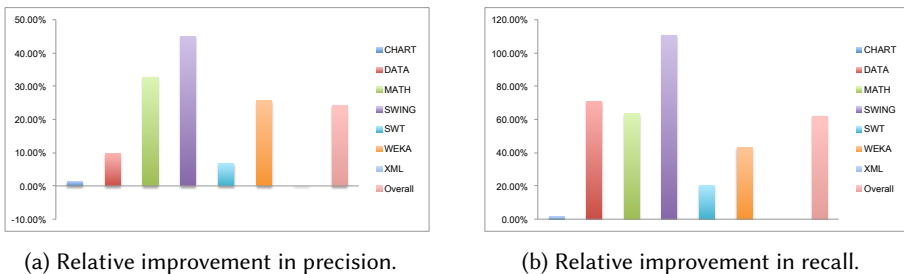 50.00%
40.00%
30.00%
20.00%
10.00%
0.00%
-10.00%
CHART
DATA
MATH
SWING
SWT
WEKA
XML
Overall
(a) Relative improvement in precision.
120.00%
100.00%
80.00%
60.00%
40.00%
20.00%
0.00%
CHART
DATA
MATH
SWING
SWT
WEKA
XML
Overall
(b) Relative improvement in recall.